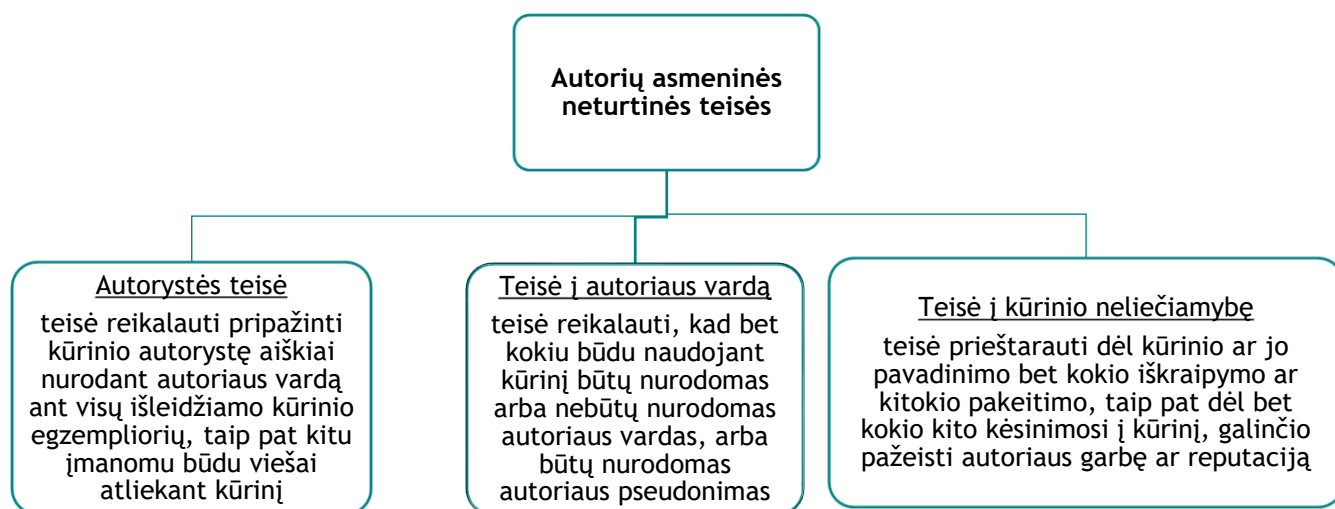 Autorių asmeninės
neturtinės teisės
Autorystės teisė
teisė reikalauti pripažinti
kūrinio autorystę aiškiai
nurodant autoriaus vardą
ant visų išleidžiamo kūrinio
egzempliorių, taip pat kitu
įmanomu būdu viešai
atliekant kūrinį
Teisė į autoriaus vardą
teisė reikalauti, kad bet
kokiu būdu naudojant
kūrinį būtų nurodomas
arba nebūtų nurodomas
autoriaus vardas, arba
būtų nurodomas
autoriaus pseudonimas
Teisė į kūrinio neliečiamybę
teisė prieštarauti dėl kūrinio ar jo
pavadinimo bet kokio iškraipymo ar
kitokio pakeitimo, taip pat dėl bet
kokio kito kėsinimosi į kūrinį, galinčio
pažeisti autoriaus garbę ar reputaciją